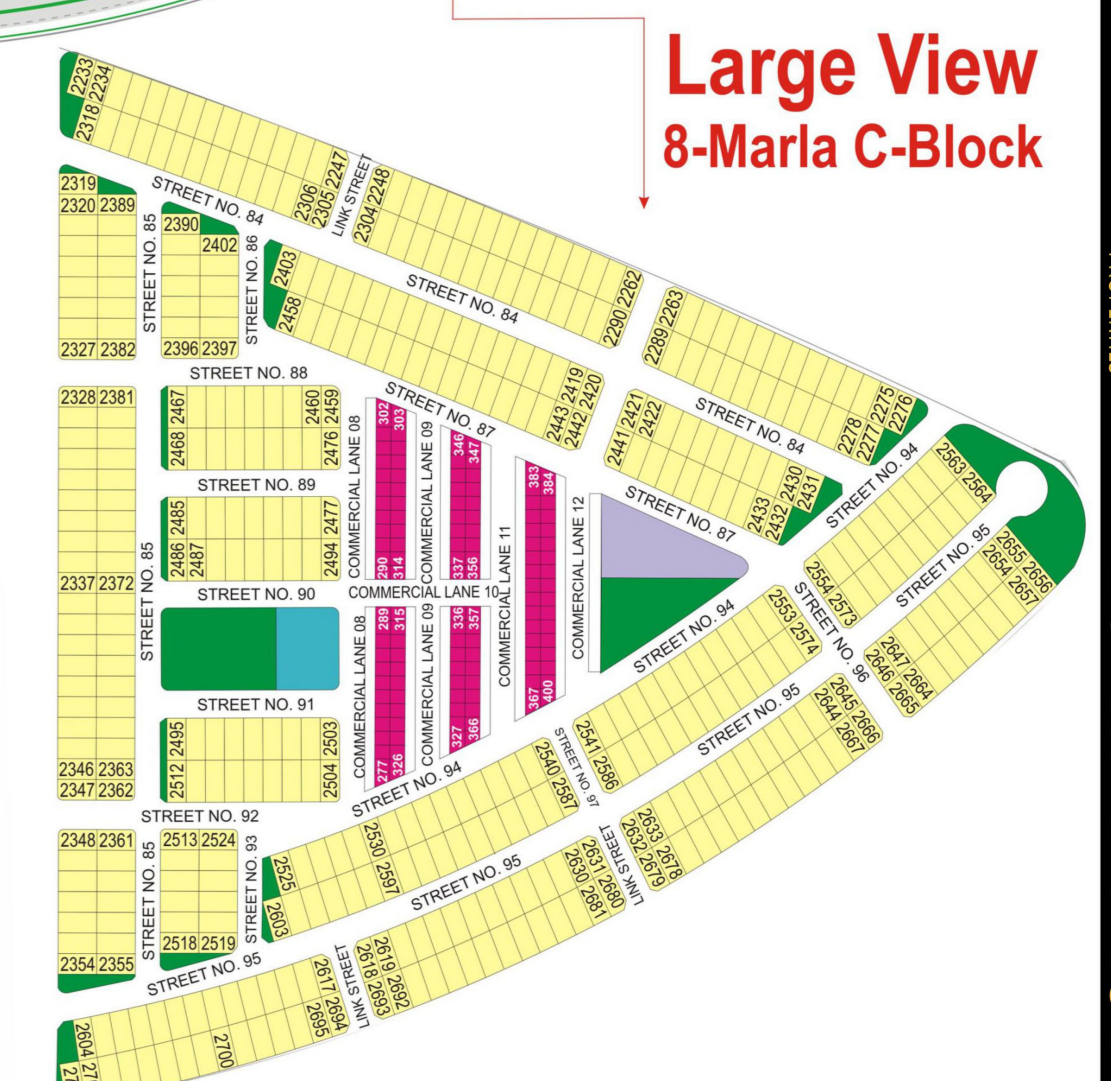 Large View
8-Marla C-Block
2233
2234
2318
2247
2305
2306
LINK STREET
2248
2304
2319
2320 2389
STREET NO. 84
STREET NO. 85
2390
2402
STREET NO. 86
2403
2458
STREET NO. 84
2262
2290
2263
2289
2327 2382
2396 2397
STREET NO. 88
STREET NO. 87
2419
2443
2420
2442
2421
2441
2422
STREET NO. 84
2275
2278
2277
2276
2328 2381
2467
2468
2460
2459
2476
COMMERCIAL LANE 08
302
303
COMMERCIAL LANE 09
346
347
383
384
2430
2433
2431
2432
STREET NO. 94
2563 2564
STREET NO. 89
2485
2486
2487
2477
2494
290
314
337
356
COMMERCIAL LANE 11
COMMERCIAL LANE 12
STREET NO. 87
STREET NO. 95
2655 2656
2654 2657
2337 2372
STREET NO. 85
STREET NO. 90
COMMERCIAL LANE 10
2554 2573
STREET NO. 96
2553 2574
COMMERCIAL LANE 08
289
315
COMMERCIAL LANE 09
336
357
STREET NO. 94
2647 2664
2646 2665
STREET NO. 91
2495
2512
2503
2504
277
326
327
366
367
400
STREET NO. 95
2645 2666
2644 2667
2346 2363
2347 2362
STREET NO. 94
2540 2587
STREET NO. 97
2541 2586
STREET NO. 92
2348 2361
STREET NO. 85
2513 2524
STREET NO. 93
2525
2603
2530
2597
STREET NO. 95
2631 2680
2630 2681
LINK STREET
2633 2678
2632 2679
2518 2519
2354 2355
STREET NO. 95
2617 2694
2695
LINK STREET
2619 2692
2618 2693
2604
2700